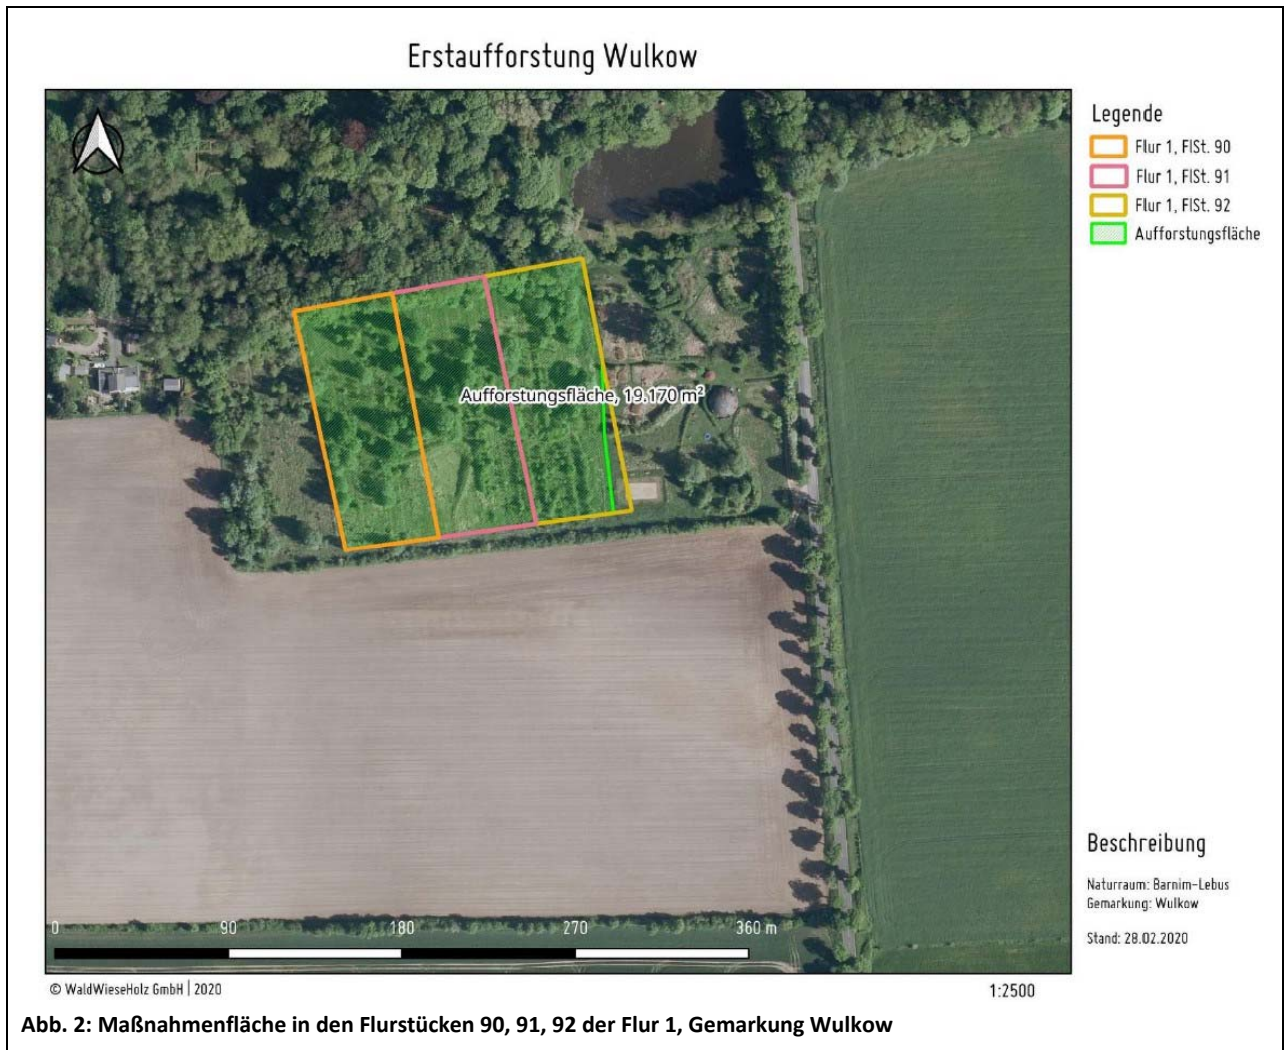 Erstaufforstung Wulkow
Legende
Flur 1, FlSt. 90
Flur 1, FlSt. 91
Flur 1, FlSt. 92
Aufforstungsfläche
Aufforstungsfläche, 19.170 m²
Beschreibung
Naturraum: Barnim-Lebus
Gemarkung: Wulkow
Stand: 28.02.2020
0 90 180 270 360 m
© WaldWieseHolz GmbH | 2020
1:2500
Abb. 2: Maßnahmenfläche in den Flurstücken 90, 91, 92 der Flur 1, Gemarkung Wulkow